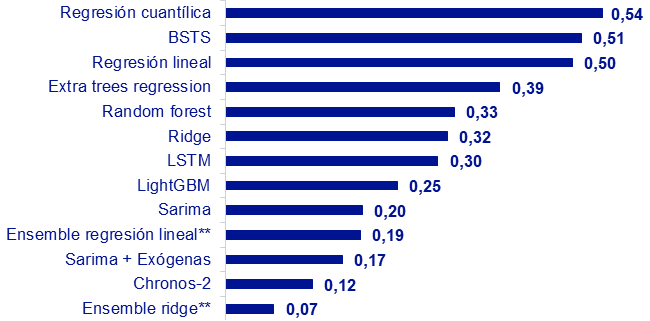 Regresión cuantílica 0,54
BSTS 0,51
Regresión lineal 0,50
Extra trees regression 0,39
Random forest 0,33
Ridge 0,32
LSTM 0,30
LightGBM 0,25
Sarima 0,20
Ensemble regresión lineal** 0,19
Sarima + Exógenas 0,17
Chronos-2 0,12
Ensemble ridge** 0,07